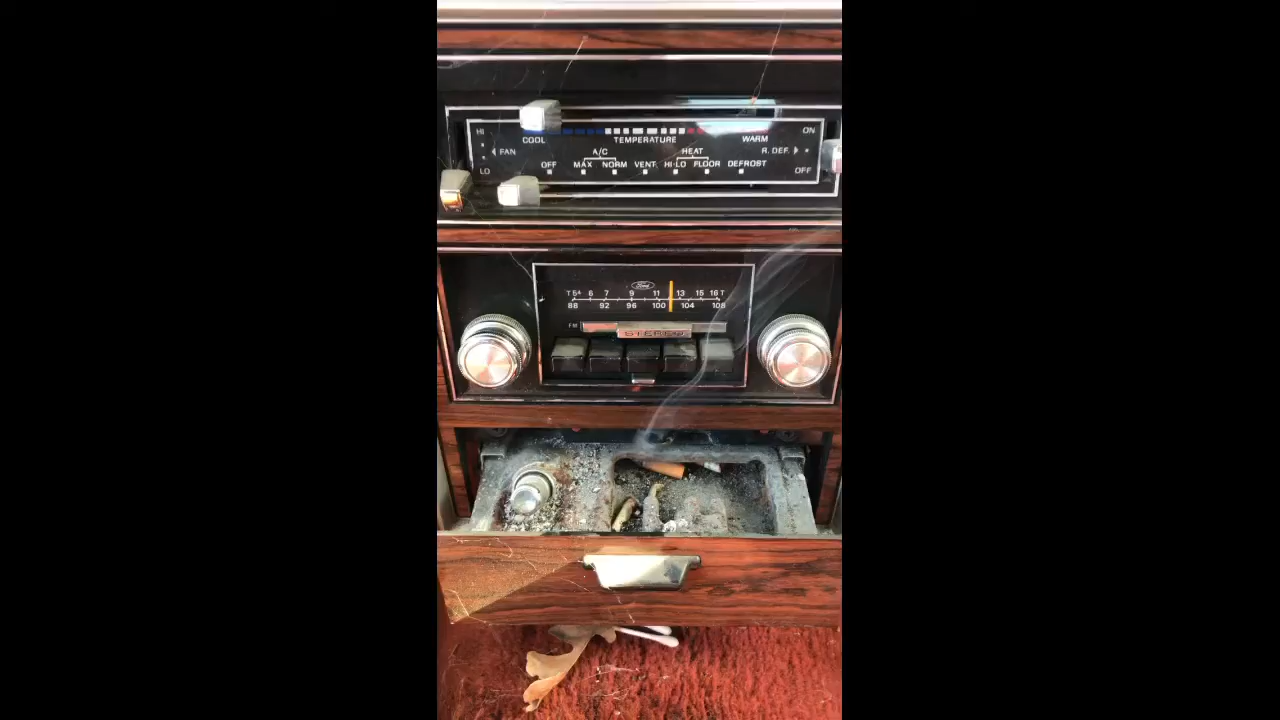 HI
COOL
TEMPERATURE
WARM
ON
FAN
A/C
HEAT
R. DEF.
OFF
MAX
NORM
VENT
HI-LO
FLOOR
DEFROST
LO
OFF
Ford
6 7 9 11 13 15 16 T
88 92 96 100 104 108
FM
STEREO